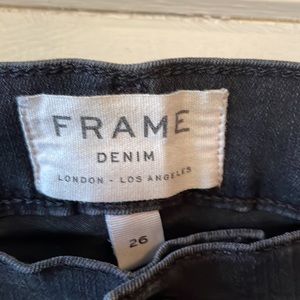 FRAME
DENIM
LONDON - LOS ANGELES
26